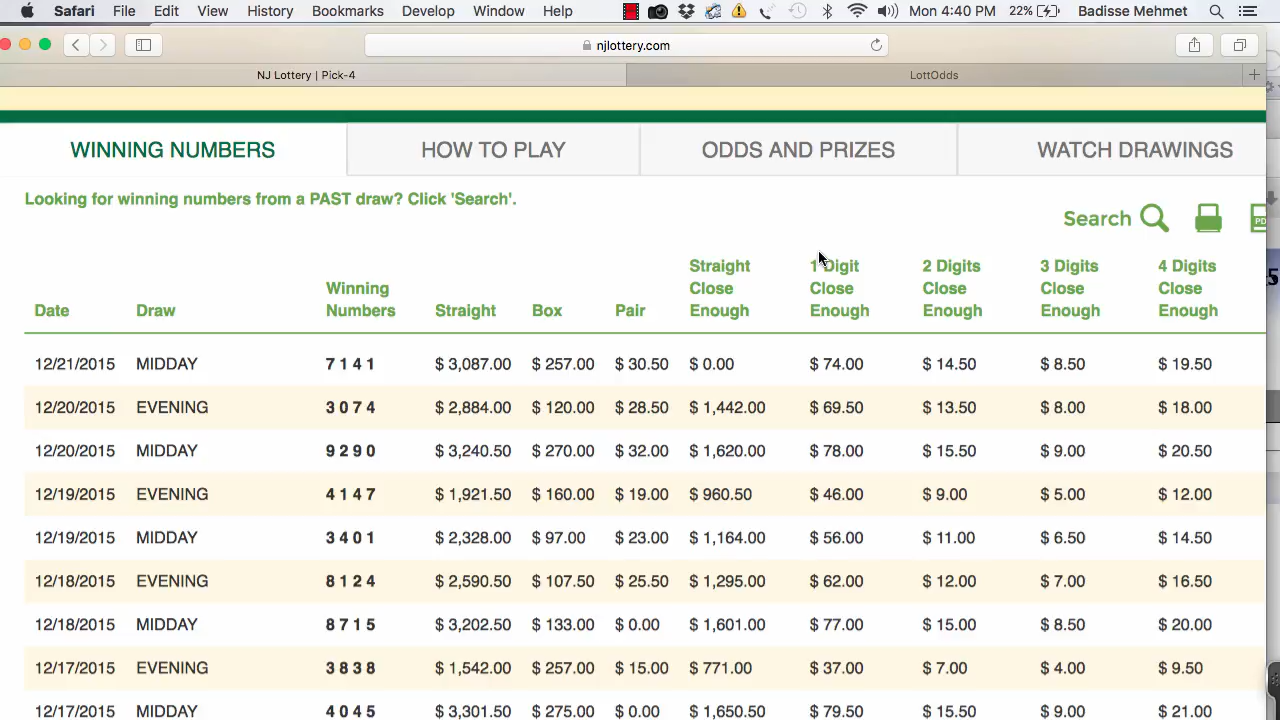 Safari File Edit View History Bookmarks Develop Window Help Mon 4:40 PM 22% Badisse Mehmet
njlottery.com
NJ Lottery | Pick-4 LottOdds +
WINNING NUMBERS HOW TO PLAY ODDS AND PRIZES WATCH DRAWINGS
Looking for winning numbers from a PAST draw? Click 'Search'.
Search
Date Draw Winning Numbers Straight Box Pair Straight Close Enough 1 Digit Close Enough 2 Digits Close Enough 3 Digits Close Enough 4 Digits Close Enough
12/21/2015 MIDDAY 7 1 4 1 $ 3,087.00 $ 257.00 $ 30.50 $ 0.00 $ 74.00 $ 14.50 $ 8.50 $ 19.50
12/20/2015 EVENING 3 0 7 4 $ 2,884.00 $ 120.00 $ 28.50 $ 1,442.00 $ 69.50 $ 13.50 $ 8.00 $ 18.00
12/20/2015 MIDDAY 9 2 9 0 $ 3,240.50 $ 270.00 $ 32.00 $ 1,620.00 $ 78.00 $ 15.50 $ 9.00 $ 20.50
12/19/2015 EVENING 4 1 4 7 $ 1,921.50 $ 160.00 $ 19.00 $ 960.50 $ 46.00 $ 9.00 $ 5.00 $ 12.00
12/19/2015 MIDDAY 3 4 0 1 $ 2,328.00 $ 97.00 $ 23.00 $ 1,164.00 $ 56.00 $ 11.00 $ 6.50 $ 14.50
12/18/2015 EVENING 8 1 2 4 $ 2,590.50 $ 107.50 $ 25.50 $ 1,295.00 $ 62.00 $ 12.00 $ 7.00 $ 16.50
12/18/2015 MIDDAY 8 7 1 5 $ 3,202.50 $ 133.00 $ 0.00 $ 1,601.00 $ 77.00 $ 15.00 $ 8.50 $ 20.00
12/17/2015 EVENING 3 8 3 8 $ 1,542.00 $ 257.00 $ 15.00 $ 771.00 $ 37.00 $ 7.00 $ 4.00 $ 9.50
12/17/2015 MIDDAY 4 0 4 5 $ 3,301.50 $ 275.00 $ 0.00 $ 1,650.50 $ 79.50 $ 15.50 $ 9.00 $ 21.00